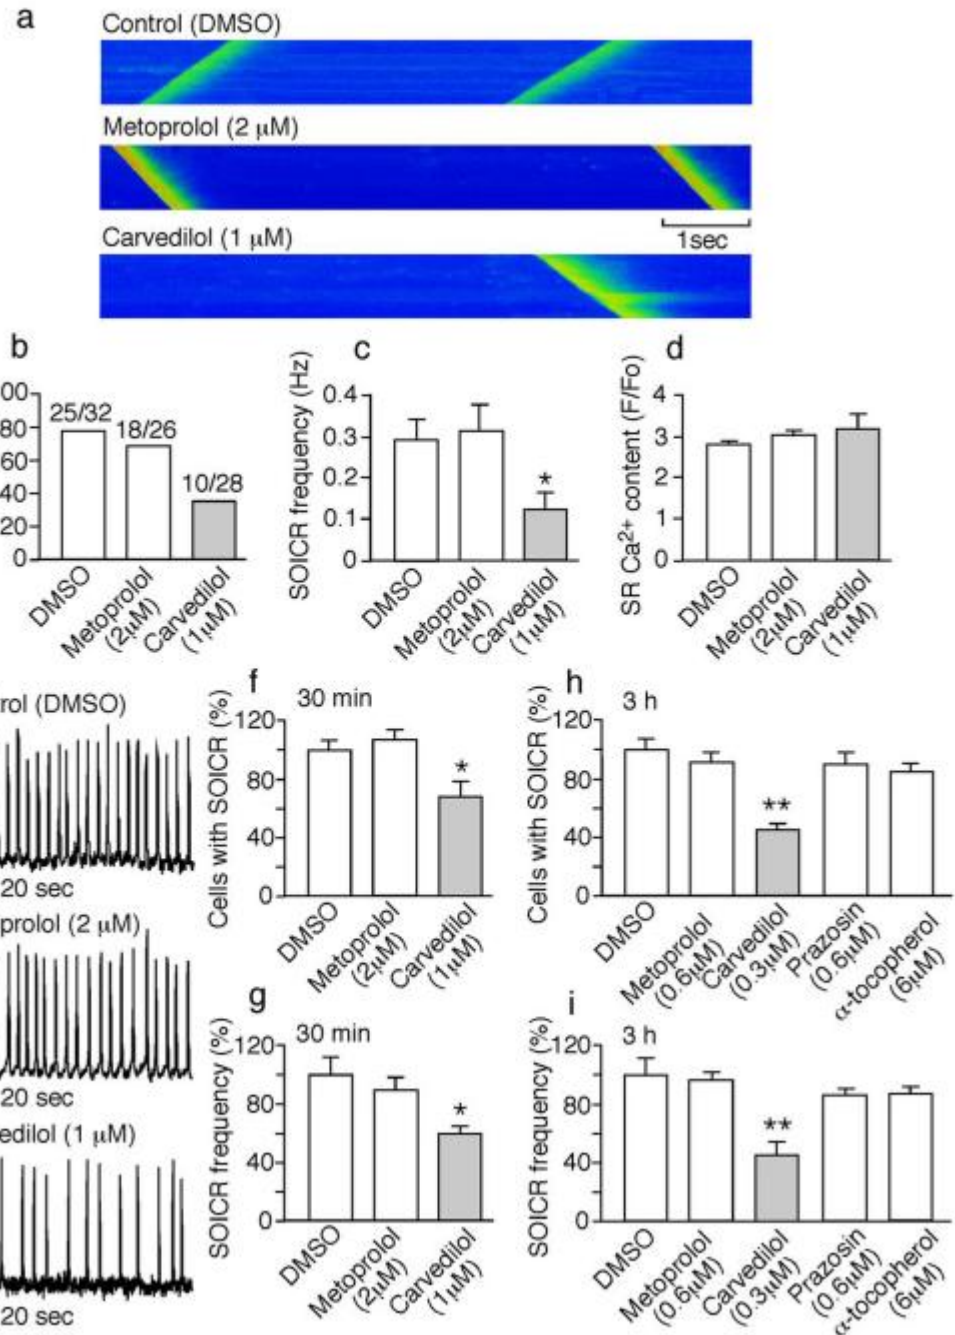 a
Control (DMSO)
Metoprolol (2 µM)
1sec
Carvedilol (1 µM)
b
00
80
60
40
20
0
25/32
18/26
10/28
DMSO
Metoprolol
(2µM)
Carvedilol
(1µM)
c
SOICR frequency (Hz)
0.4
0.3
0.2
0.1
0
*
DMSO
Metoprolol
(2µM)
Carvedilol
(1µM)
d
SR Ca²⁺ content (F/Fo)
4
3
2
1
0
DMSO
Metoprolol
(2µM)
Carvedilol
(1µM)
rol (DMSO)
20 sec
prolol (2 µM)
20 sec
edilol (1 µM)
20 sec
f
30 min
Cells with SOICR (%)
120
80
40
0
*
DMSO
Metoprolol
(2µM)
Carvedilol
(1µM)
h
3 h
Cells with SOICR (%)
120
80
40
0
**
DMSO
Metoprolol
(0.6µM)
Carvedilol
(0.3µM)
Prazosin
(0.6µM)
α-tocopherol
(6µM)
g
30 min
SOICR frequency (%)
120
80
40
0
*
DMSO
Metoprolol
(2µM)
Carvedilol
(1µM)
i
3 h
SOICR frequency (%)
120
80
40
0
**
DMSO
Metoprolol
(0.6µM)
Carvedilol
(0.3µM)
Prazosin
(0.6µM)
α-tocopherol
(6µM)